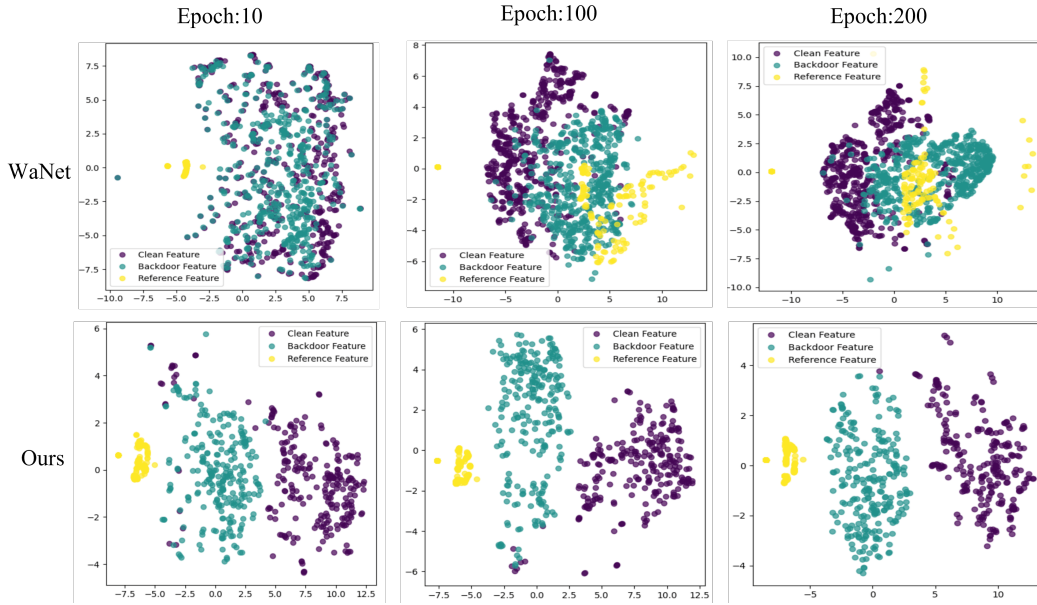 Epoch:10 Epoch:100 Epoch:200
WaNet
7.5
5.0
2.5
0.0
−2.5
−5.0
−7.5
Clean Feature
Backdoor Feature
Reference Feature
−10.0 −7.5 −5.0 −2.5 0.0 2.5 5.0 7.5
8
6
4
2
0
−2
−4
−6
Clean Feature
Backdoor Feature
Reference Feature
−10 −5 0 5 10
10.0
7.5
5.0
2.5
0.0
−2.5
−5.0
−7.5
−10.0
Clean Feature
Backdoor Feature
Reference Feature
−10 −5 0 5 10
Ours
6
4
2
0
−2
−4
Clean Feature
Backdoor Feature
Reference Feature
−7.5 −5.0 −2.5 0.0 2.5 5.0 7.5 10.0 12.5
6
4
2
0
−2
−4
−6
Clean Feature
Backdoor Feature
Reference Feature
−7.5 −5.0 −2.5 0.0 2.5 5.0 7.5 10.0 12.5
4
2
0
−2
−4
Clean Feature
Backdoor Feature
Reference Feature
−5 0 5 10